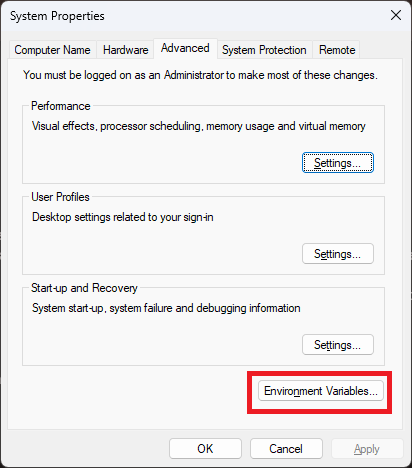 System Properties
Computer Name Hardware Advanced System Protection Remote
You must be logged on as an Administrator to make most of these changes.
Performance
Visual effects, processor scheduling, memory usage and virtual memory
Settings...
User Profiles
Desktop settings related to your sign-in
Settings...
Start-up and Recovery
System start-up, system failure and debugging information
Settings...
Environment Variables...
OK Cancel Apply